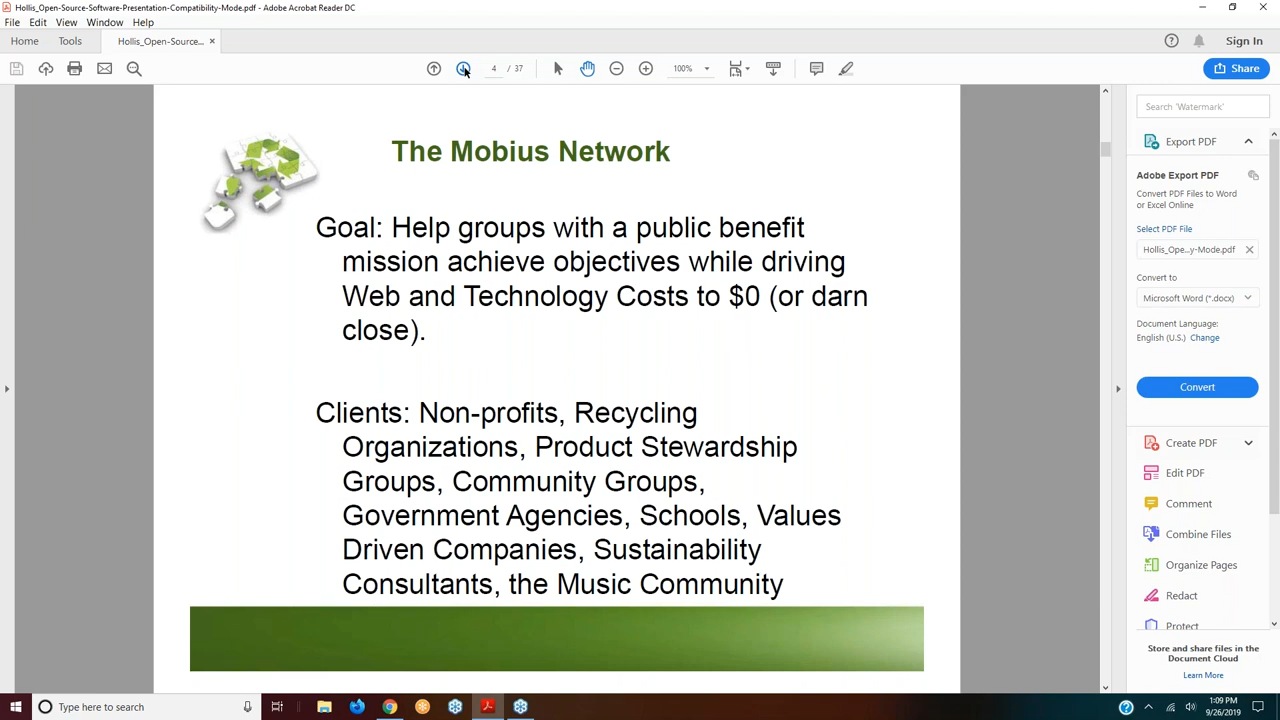 Hollis_Open-Source-Software-Presentation-Compatibility-Mode.pdf - Adobe Acrobat Reader DC
File Edit View Window Help
Home Tools Hollis_Open-Source... × Sign In
4 / 37 100% Share
The Mobius Network
Goal: Help groups with a public benefit
mission achieve objectives while driving
Web and Technology Costs to $0 (or darn
close).
Clients: Non-profits, Recycling
Organizations, Product Stewardship
Groups, Community Groups,
Government Agencies, Schools, Values
Driven Companies, Sustainability
Consultants, the Music Community
Search 'Watermark'
Export PDF
Adobe Export PDF
Convert PDF Files to Word
or Excel Online
Select PDF File
Hollis_Ope...y-Mode.pdf
Convert to
Microsoft Word (*.docx)
Document Language:
English (U.S.) Change
Convert
Create PDF
Edit PDF
Comment
Combine Files
Organize Pages
Redact
Protect
Store and share files in the
Document Cloud
Learn More
Type here to search
1:09 PM
9/26/2019